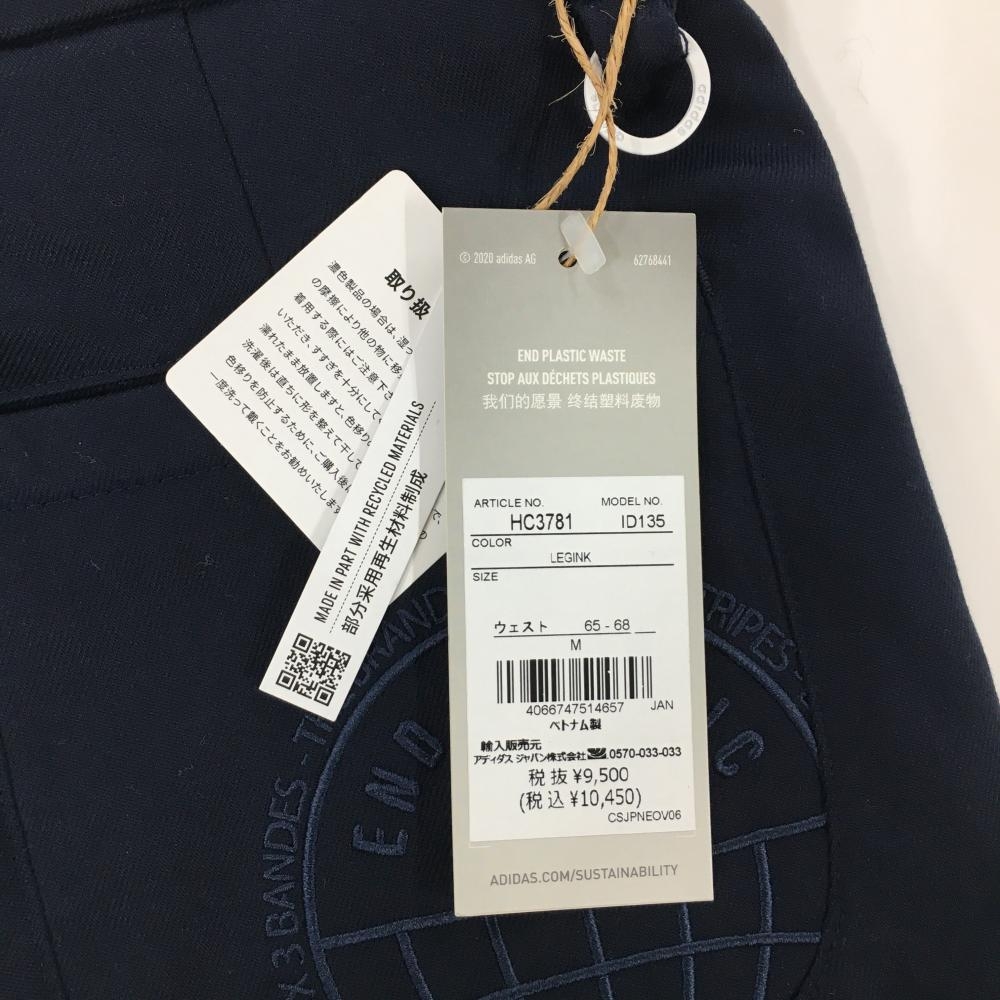 adidas
© 2020 adidas AG 62768441
END PLASTIC WASTE
STOP AUX DÉCHETS PLASTIQUES
我们的愿景 终结塑料废物
ARTICLE NO. MODEL NO.
HC3781 ID135
COLOR
LEGINK
SIZE
ウェスト 65-68
M
4066747514657 JAN
ベトナム製
輸入販売元
アディダス ジャパン株式会社 0570-033-033
税抜 ¥9,500
(税込 ¥10,450)
CSJPNEOV06
ADIDAS.COM/SUSTAINABILITY
取り扱
濃色製品の場合は、湿っ
の摩擦により他の物に移
着用する際にはご注意下さ
いただき、すすぎを十分にして
濡れたまま放置しますと、色移り
洗濯後は直ちに形を整えて干して
色移りを防止するために、ご購入後
一度洗って戴くことをお勧めいたします
MADE IN PART WITH RECYCLED MATERIALS
部分采用再生材料制成
3 BANDES - THE BRAND
TRIPES
END
IC